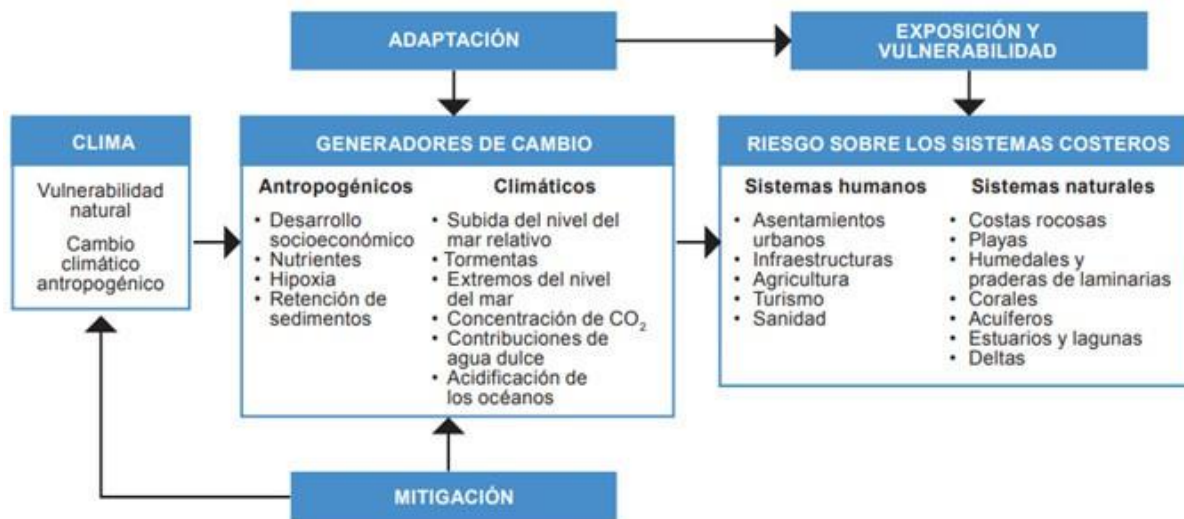 ADAPTACIÓN
EXPOSICIÓN Y
VULNERABILIDAD
CLIMA
Vulnerabilidad
natural
Cambio
climático
antropogénico
GENERADORES DE CAMBIO
Antropogénicos
• Desarrollo
socioeconómico
• Nutrientes
• Hipoxia
• Retención de
sedimentos
Climáticos
• Subida del nivel del
mar relativo
• Tormentas
• Extremos del nivel
del mar
• Concentración de CO₂
• Contribuciones de
agua dulce
• Acidificación de
los océanos
RIESGO SOBRE LOS SISTEMAS COSTEROS
Sistemas humanos
• Asentamientos
urbanos
• Infraestructuras
• Agricultura
• Turismo
• Sanidad
Sistemas naturales
• Costas rocosas
• Playas
• Humedales y
praderas de laminarias
• Corales
• Acuíferos
• Estuarios y lagunas
• Deltas
MITIGACIÓN